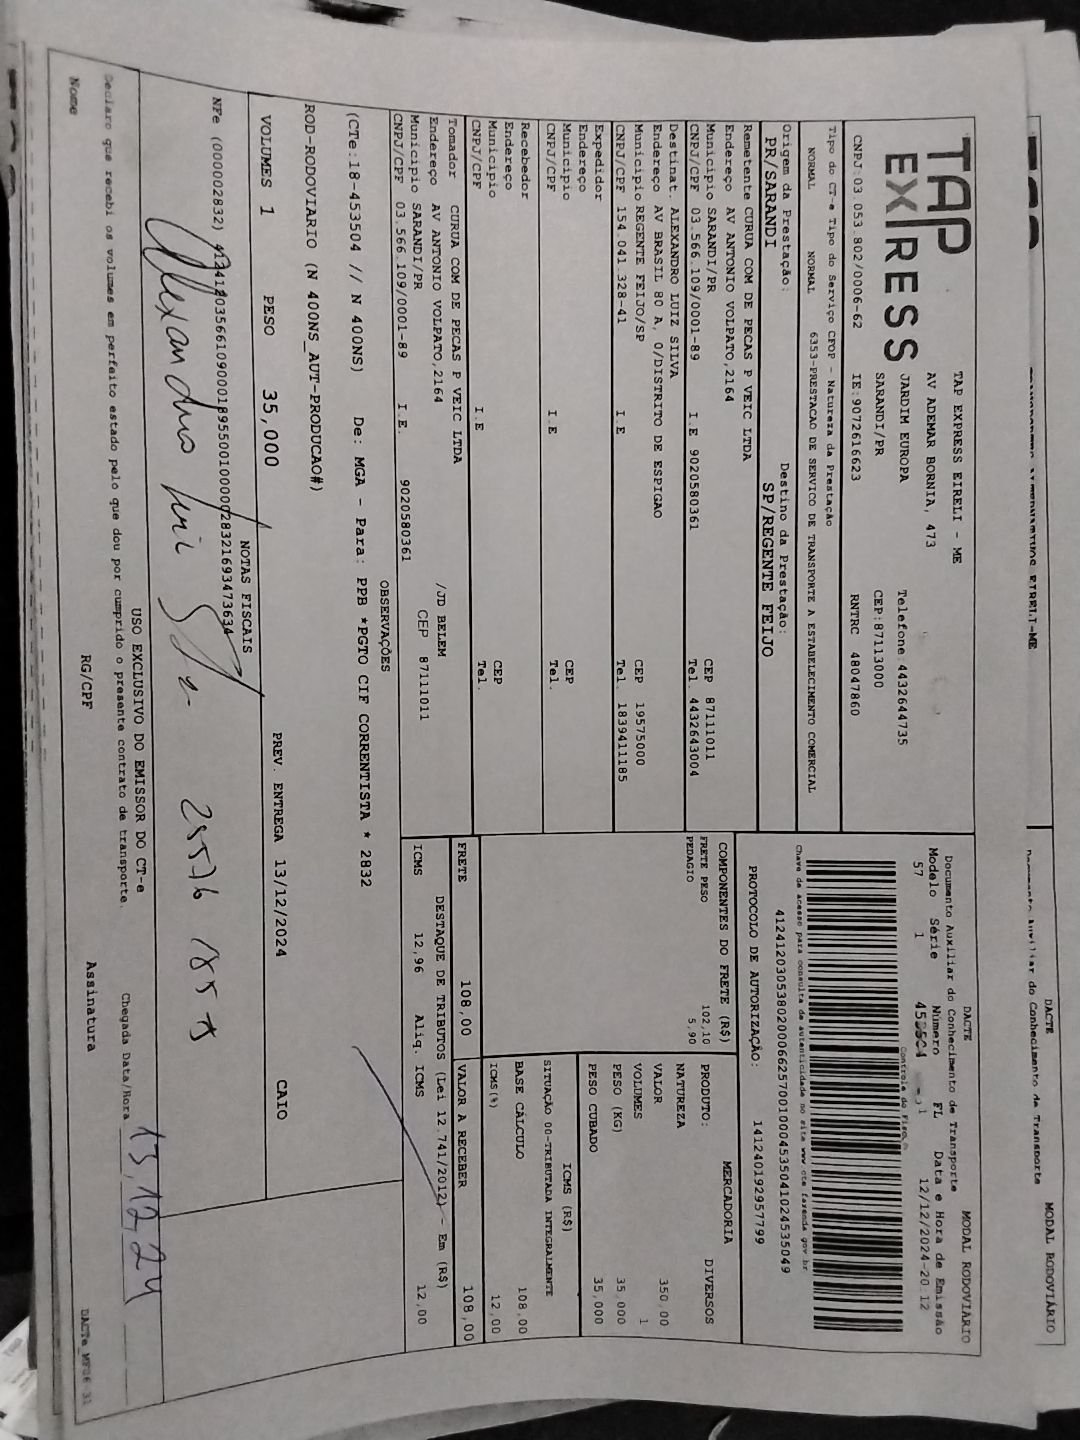 TAP
EXPRESS
TAP EXPRESS EIRELI - ME
AV ADEMAR BORNIA, 473
JARDIM EUROPA
SARANDI/PR
Telefone:4432644735
CEP:87113000
CNPJ:03.053.802/0006-62 IE:9072616623 RNTRC 48047860
DACTE MODAL RODOVIÁRIO
Documento Auxiliar do Conhecimento de Transporte
Modelo Série Número FL Data e Hora de Emissão
57 1 12/12/2024-20:12
Controle do Fisco
Chave de acesso para consulta de autenticidade no site www cte fazenda gov br
PROTOCOLO DE AUTORIZAÇÃO: 141240192957799
Tipo do CT-e Tipo do Serviço CFOP - Natureza da Prestação
NORMAL NORMAL 6353-PRESTACAO DE SERVICO DE TRANSPORTE A ESTABELECIMENTO COMERCIAL
Origem da Prestação: Destino da Prestação:
PR/SARANDI SP/REGENTE FEIJO
Remetente CURUA COM DE PECAS P VEIC LTDA
Endereço AV ANTONIO VOLPATO,2164
Município SARANDI/PR CEP 87111011
CNPJ/CPF 03.566.109/0001-89 I.E 9020580361 Tel. 4432643004
Destinat. ALEXANDRO LUIZ SILVA
Endereço AV BRASIL 80 A, 0/DISTRITO DE ESPIGAO
Município REGENTE FEIJO/SP CEP 19575000
CNPJ/CPF 154.041.328-41 I.E Tel. 1839411185
Expedidor
Endereço
Município CEP
CNPJ/CPF I.E Tel.
Recebedor
Endereço
Município CEP
CNPJ/CPF I.E Tel.
Tomador CURUA COM DE PECAS P VEIC LTDA
Endereço AV ANTONIO VOLPATO,2164 /JD BELEM
Município SARANDI/PR CEP 87111011
CNPJ/CPF 03.566.109/0001-89 I.E. 9020580361
COMPONENTES DO FRETE (R$)
FRETE PESO 102,10
PEDAGIO 5,90
MERCADORIA
PRODUTO: DIVERSOS
NATUREZA
VALOR 350,00
VOLUMES 1
PESO (KG) 35,000
PESO CUBADO 35,000
ICMS (R$)
SITUAÇÃO 00-TRIBUTADA INTEGRALMENTE
BASE CÁLCULO 108,00
ICMS(%) 12,00
FRETE 108,00 VALOR A RECEBER 108,00
DESTAQUE DE TRIBUTOS (Lei 12.741/2012) - Em (R$)
ICMS 12,96 Aliq. ICMS 12,00
OBSERVAÇÕES
(CTe:18-453504 // N 400NS) De: MGA - Para: PPB *PGTO CIF CORRENTISTA * 2832
ROD-RODOVIARIO (N 400NS_AUT-PRODUCAO#)
VOLUMES 1 PESO 35,000 PREV. ENTREGA 13/12/2024 CAIO
NOTAS FISCAIS
NFe (000002832)
Alexandro Luiz
USO EXCLUSIVO DO EMISSOR DO CT-e
Declaro que recebi os volumes em perfeito estado pelo que dou por cumprido o presente contrato de transporte. Chegada Data/Hora 13,12,24
Nome RG/CPF Assinatura